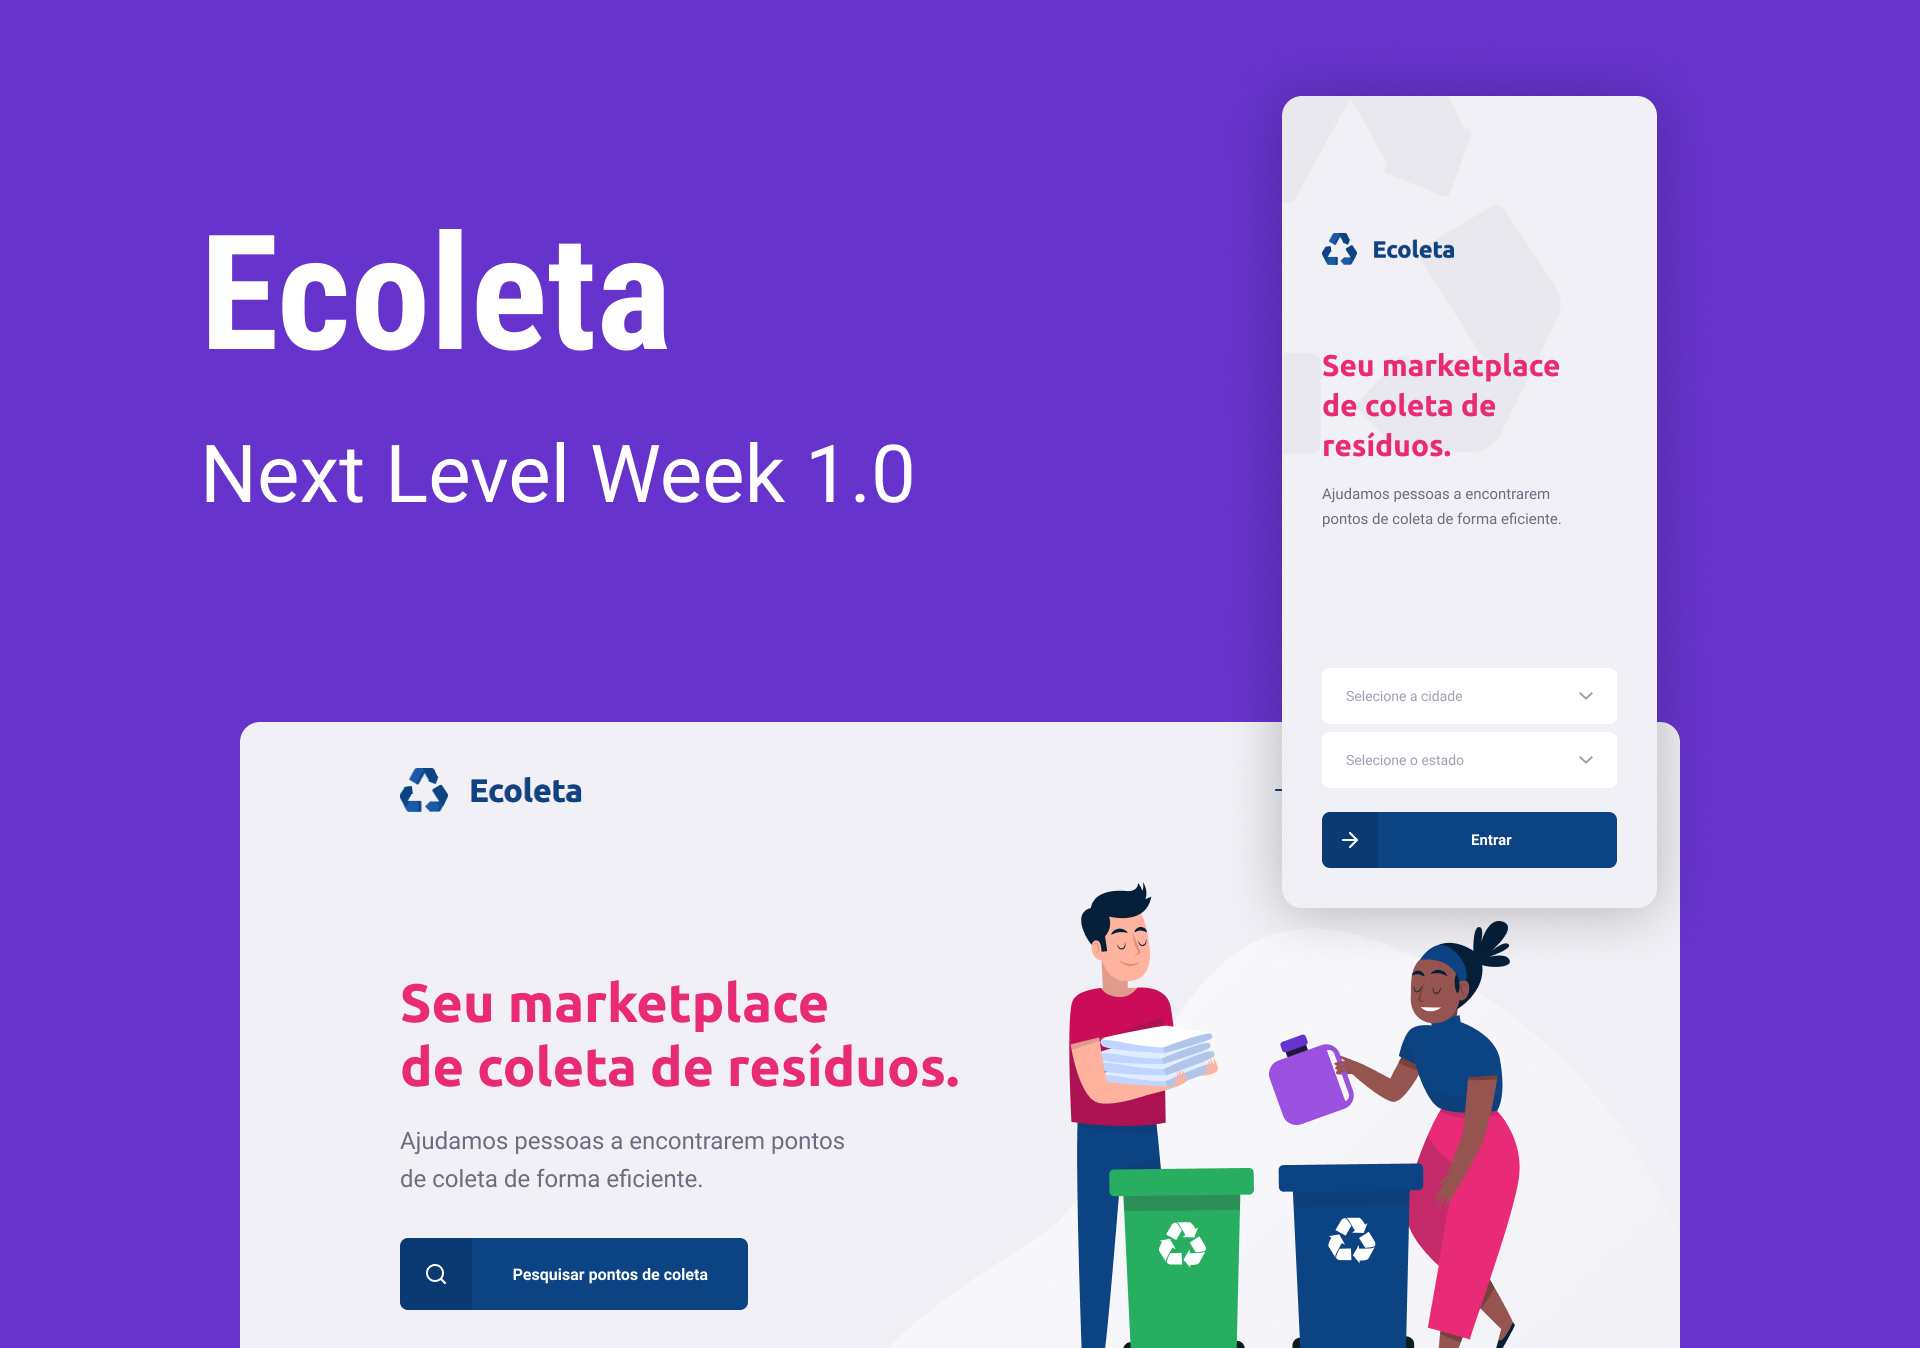 Ecoleta
Next Level Week 1.0
Ecoleta
Seu marketplace
de coleta de
resíduos.
Ajudamos pessoas a encontrarem
pontos de coleta de forma eficiente.
Selecione a cidade
Selecione o estado
Entrar
Ecoleta
Seu marketplace
de coleta de resíduos.
Ajudamos pessoas a encontrarem pontos
de coleta de forma eficiente.
Pesquisar pontos de coleta